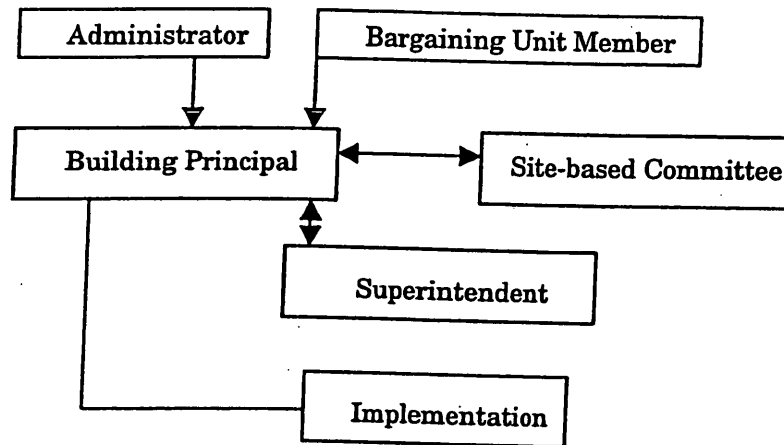 Administrator
Bargaining Unit Member
Building Principal
Site-based Committee
Superintendent
Implementation